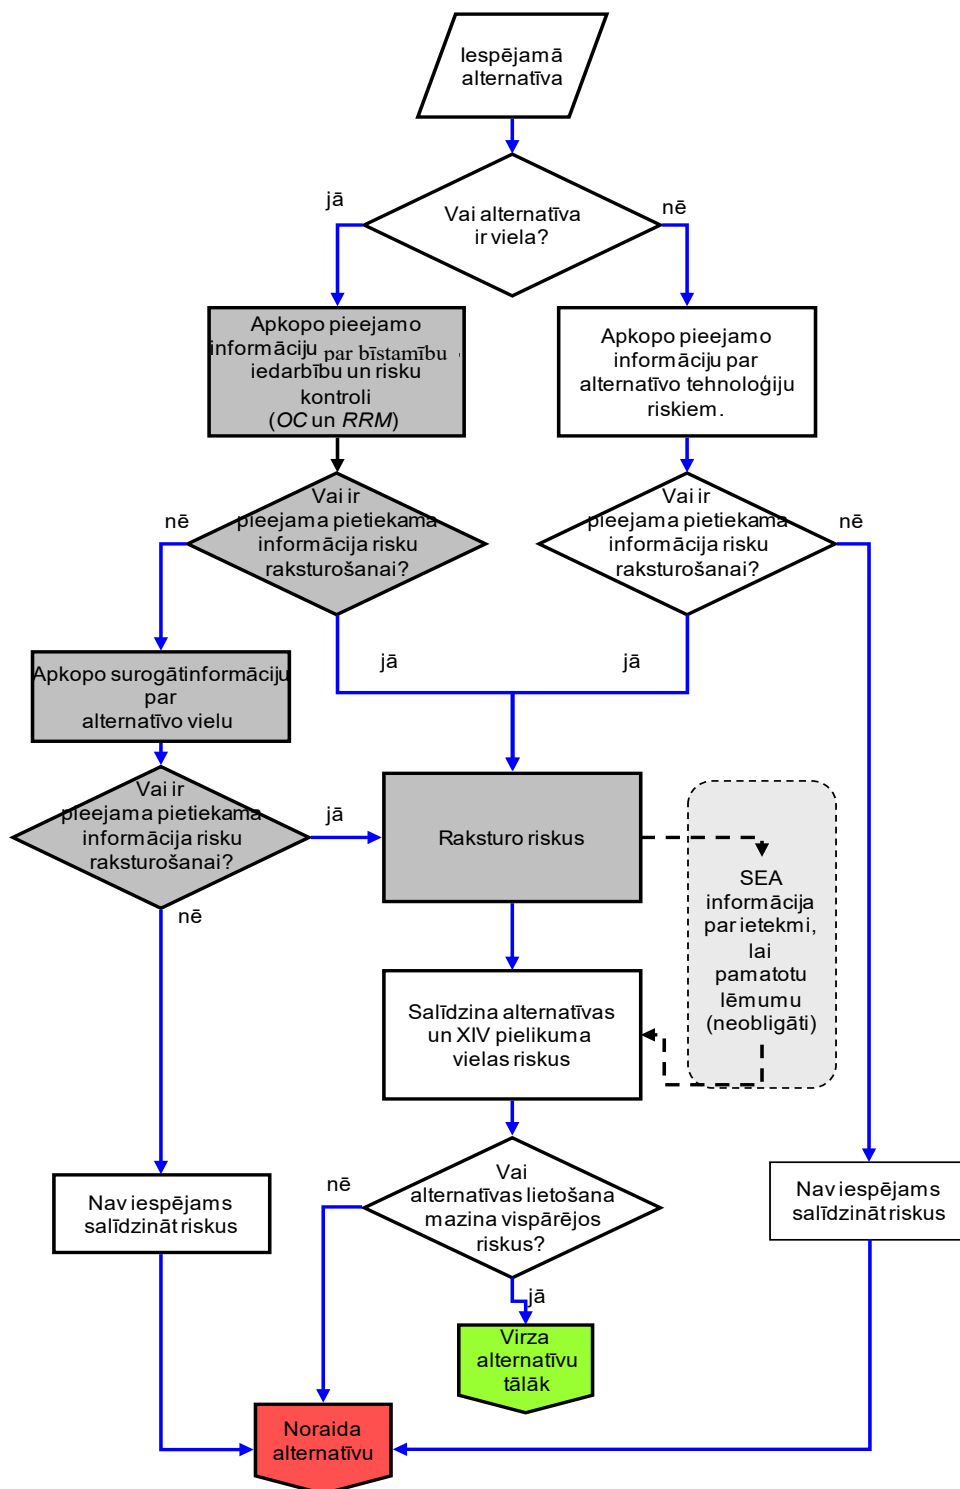 Iespējamā
alternatīva
jā
nē
Vai alternatīva
ir viela?
Apkopo pieejamo
informāciju par bīstamību,
iedarbību un risku
kontroli
(OC un RRM)
Apkopo pieejamo
informāciju par
alternatīvo tehnoloģiju
riskiem.
nē
Vai ir
pieejama pietiekama
informācija risku
raksturošanai?
Vai ir
pieejama pietiekama
informācija risku
raksturošanai?
nē
jā
jā
Apkopo surogātinformāciju
par
alternatīvo vielu
Vai ir
pieejama pietiekama
informācija risku
raksturošanai?
jā
nē
Raksturo riskus
SEA
informācija
par ietekmi,
lai
pamatotu
lēmumu
(neobligāti)
Salīdzina alternatīvas
un XIV pielikuma
vielas riskus
nē
Vai
alternatīvas lietošana
mazina vispārējos
riskus?
jā
Nav iespējams
salīdzināt riskus
Nav iespējams
salīdzināt riskus
Virza
alternatīvu
tālāk
Noraida
alternatīvu